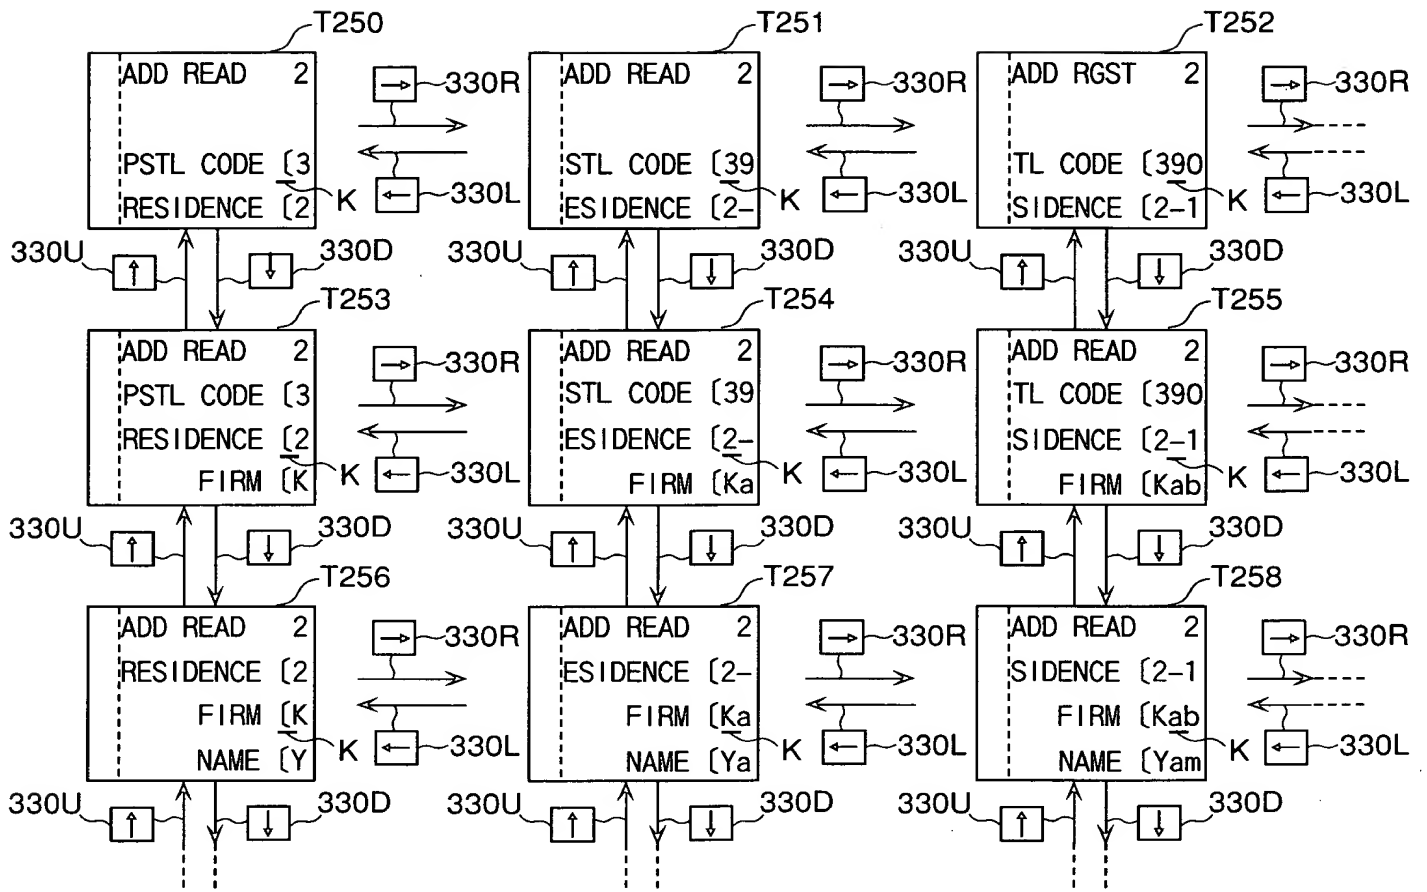 T250 T251 T252
ADD READ 2 330R ADD READ 2 330R ADD RGST 2 330R
PSTL CODE [3 STL CODE [39 TL CODE [390
K 330L K 330L K 330L
RESIDENCE [2 ESIDENCE [2- SIDENCE [2-1
330U 330D 330U 330D 330U 330D
T253 T254 T255
ADD READ 2 330R ADD READ 2 330R ADD READ 2 330R
PSTL CODE [3 STL CODE [39 TL CODE [390
RESIDENCE [2 ESIDENCE [2- SIDENCE [2-1
K 330L K 330L K 330L
FIRM [K FIRM [Ka FIRM [Kab
330U 330D 330U 330D 330U 330D
T256 T257 T258
ADD READ 2 330R ADD READ 2 330R ADD READ 2 330R
RESIDENCE [2 ESIDENCE [2- SIDENCE [2-1
FIRM [K FIRM [Ka FIRM [Kab
K 330L K 330L K 330L
NAME [Y NAME [Ya NAME [Yam
330U 330D 330U 330D 330U 330D